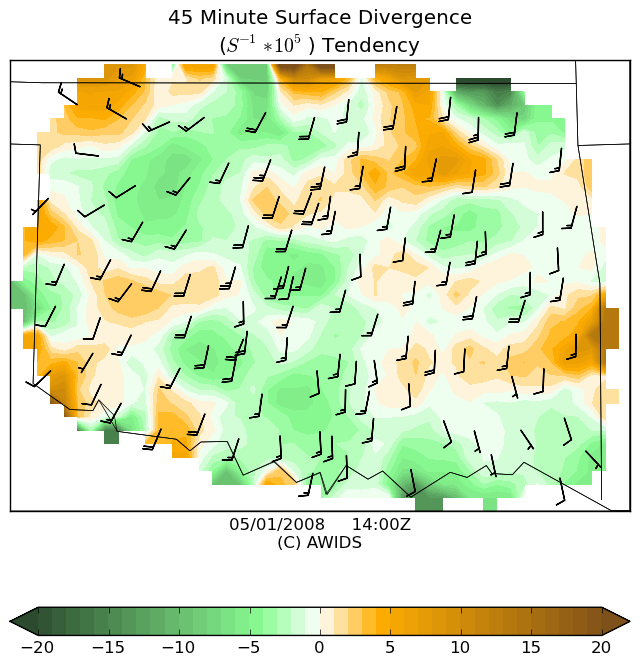 45 Minute Surface Divergence
(S⁻¹ *10⁵ ) Tendency
05/01/2008 14:00Z
(C) AWIDS
−20 −15 −10 −5 0 5 10 15 20